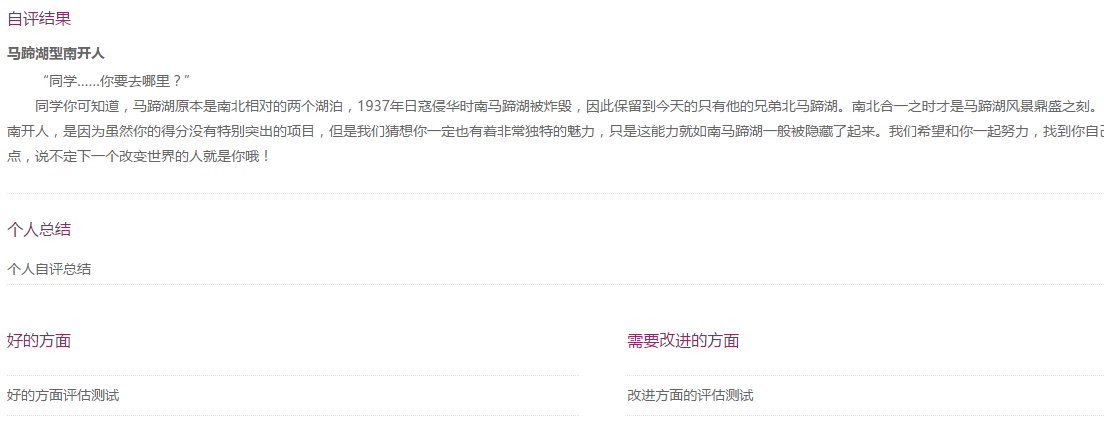 自评结果
马蹄湖型南开人
“同学……你要去哪里？”
同学你可知道，马蹄湖原本是南北相对的两个湖泊，1937年日寇侵华时南马蹄湖被炸毁，因此保留到今天的只有他的兄弟北马蹄湖。南北合一之时才是马蹄湖风景鼎盛之刻。
南开人，是因为虽然你的得分没有特别突出的项目，但是我们猜想你一定也有着非常独特的魅力，只是这能力就如南马蹄湖一般被隐藏了起来。我们希望和你一起努力，找到你自己
点，说不定下一个改变世界的人就是你哦！
个人总结
个人自评总结
好的方面
需要改进的方面
好的方面评估测试
改进方面的评估测试